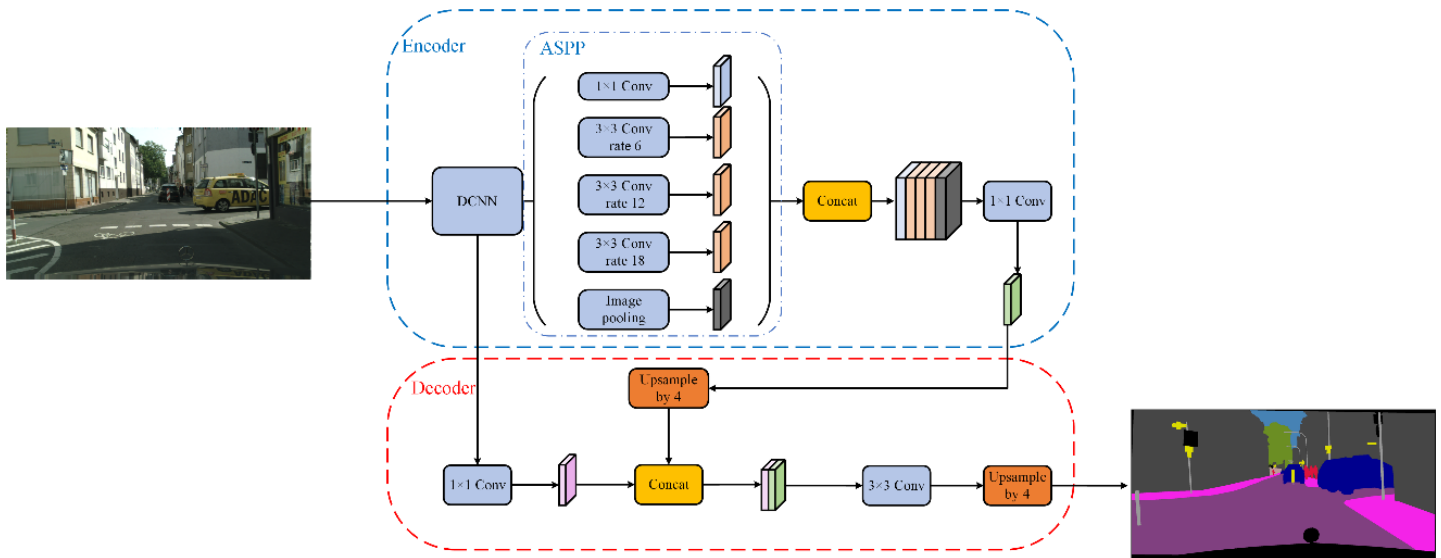 Encoder
ASPP
1×1 Conv
3×3 Conv
rate 6
3×3 Conv
rate 12
3×3 Conv
rate 18
Image
pooling
DCNN
Concat
1×1 Conv
ADAC
Decoder
Upsample
by 4
1×1 Conv
Concat
3×3 Conv
Upsample
by 4